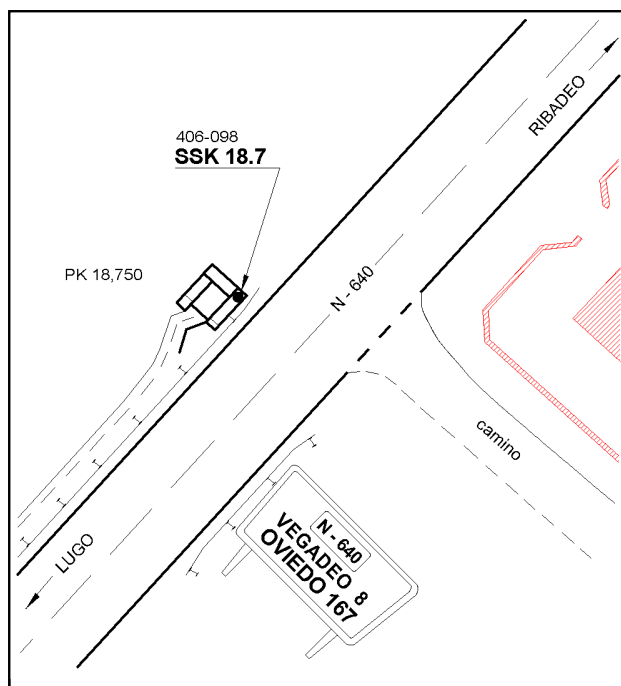 RIBADEO
406-098
SSK 18.7
PK 18,750
N - 640
camino
LUGO
N - 640
VEGADEO 8
OVIEDO 167